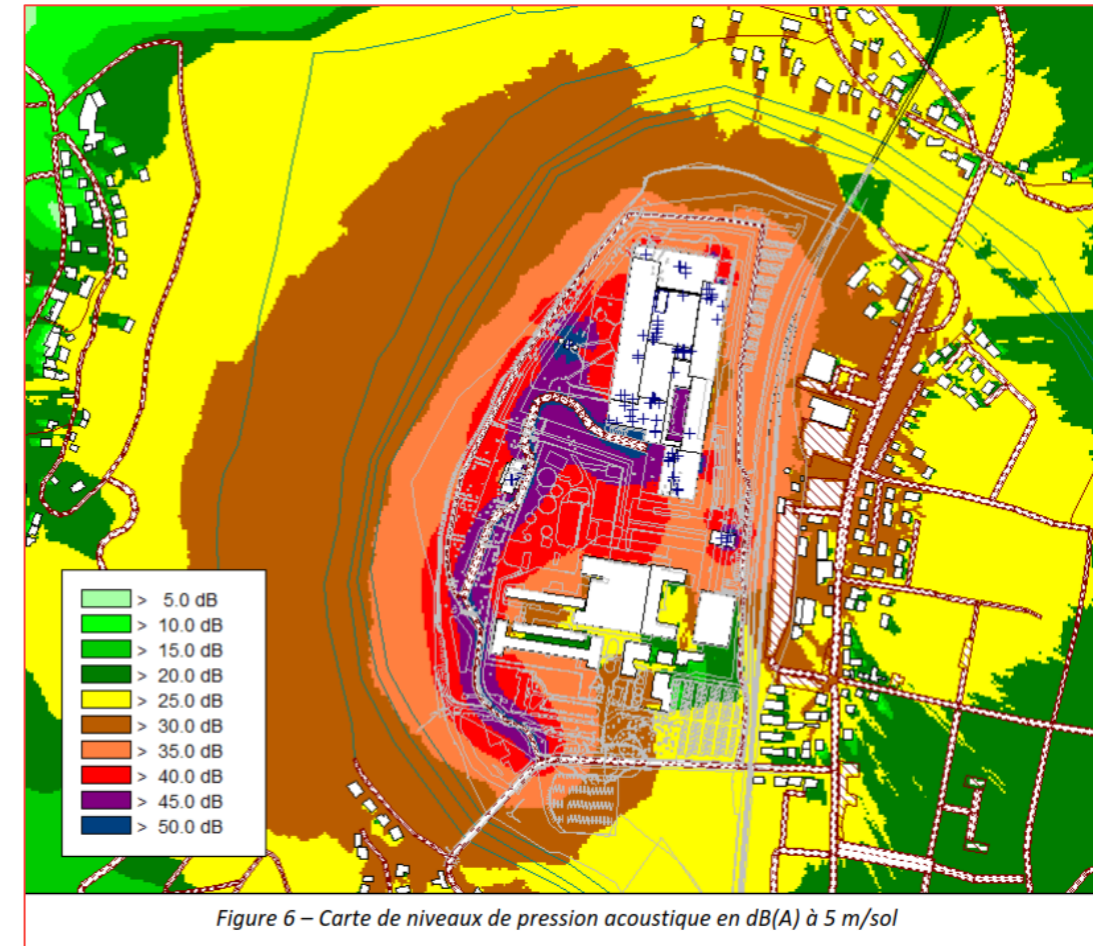 > 5.0 dB
> 10.0 dB
> 15.0 dB
> 20.0 dB
> 25.0 dB
> 30.0 dB
> 35.0 dB
> 40.0 dB
> 45.0 dB
> 50.0 dB
Figure 6 – Carte de niveaux de pression acoustique en dB(A) à 5 m/sol